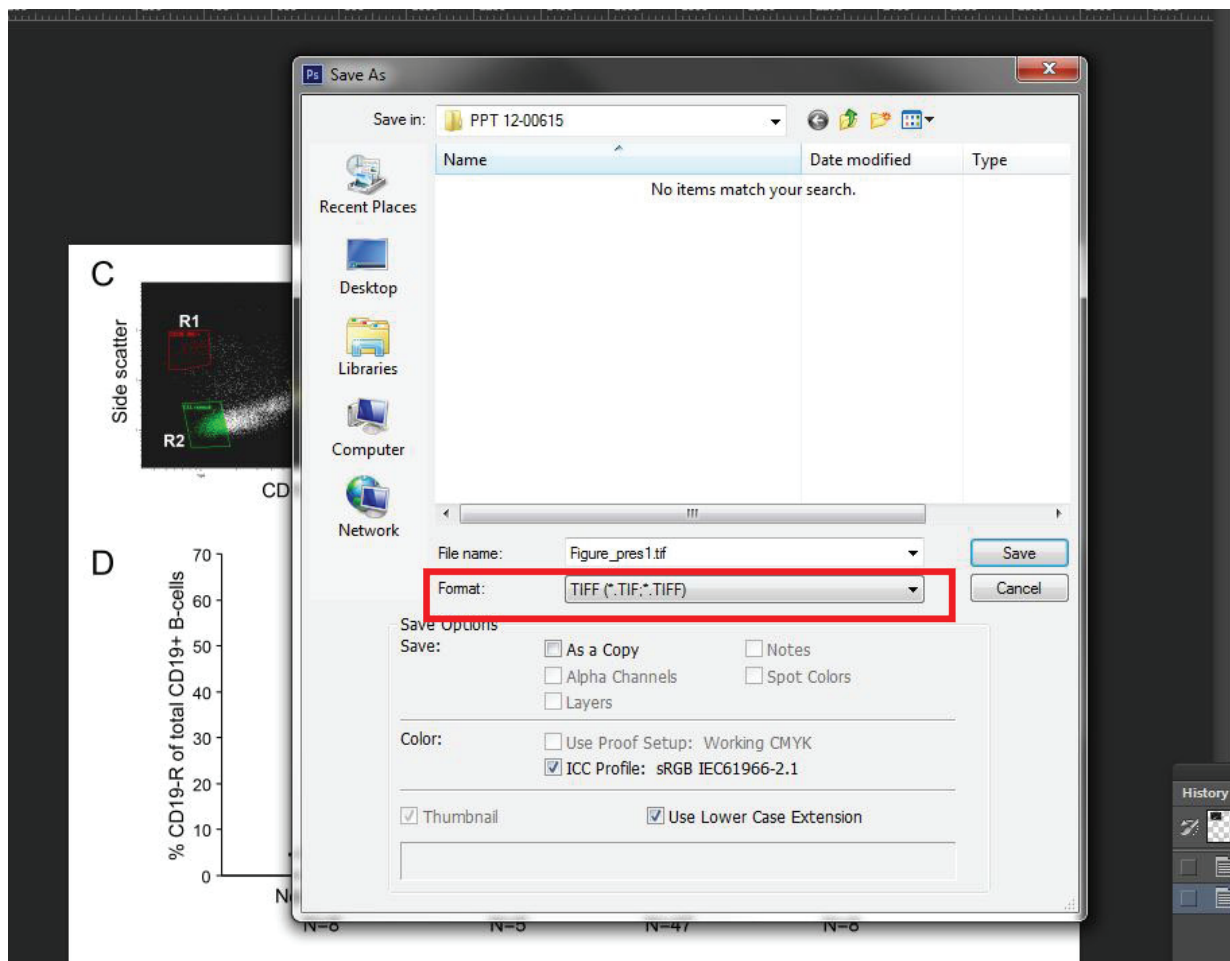 Ps Save As
Save in: PPT 12-00615
Name Date modified Type
No items match your search.
Recent Places
Desktop
Libraries
Computer
Network
File name: Figure_pres1.tif Save
Format: TIFF (*.TIF;*.TIFF) Cancel
Save Options
Save: As a Copy Notes
Alpha Channels Spot Colors
Layers
Color: Use Proof Setup: Working CMYK
ICC Profile: sRGB IEC61966-2.1
Thumbnail Use Lower Case Extension
C
Side scatter
R1
R2
CD
D
% CD19-R of total CD19+ B-cells
70
60
50
40
30
20
10
0
N=5 N=47
History